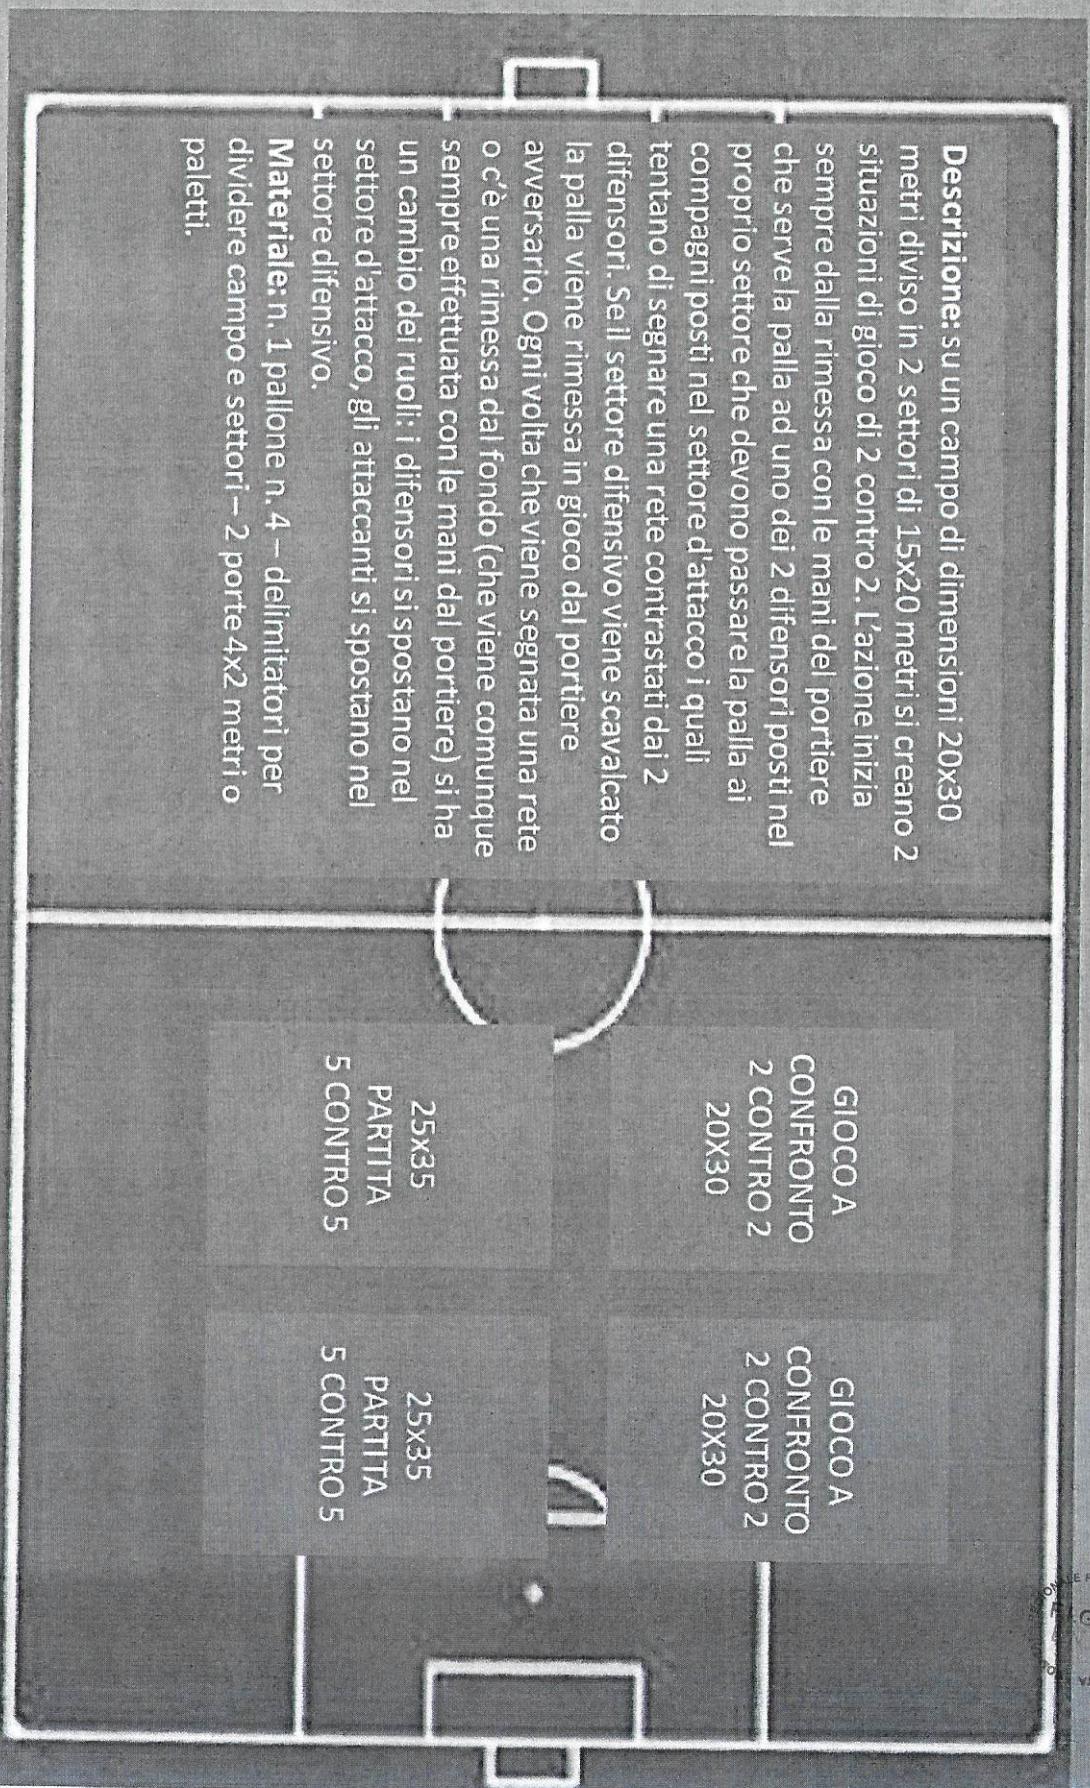 Descrizione: su un campo di dimensioni 20x30
metri diviso in 2 settori di 15x20 metri si creano 2
situazioni di gioco di 2 contro 2. L'azione inizia
sempre dalla rimessa con le mani del portiere
che serve la palla ad uno dei 2 difensori posti nel
proprio settore che devono passare la palla ai
compagni posti nel settore d'attacco i quali
tentano di segnare una rete contrastati dai 2
difensori. Se il settore difensivo viene scavalcato
la palla viene rimessa in gioco dal portiere
avversario. Ogni volta che viene segnata una rete
o c'è una rimessa dal fondo (che viene comunque
sempre effettuata con le mani dal portiere) si ha
un cambio dei ruoli: i difensori si spostano nel
settore d'attacco, gli attaccanti si spostano nel
settore difensivo.
Materiale: n. 1 pallone n. 4 – delimitatori per
dividere campo e settori – 2 porte 4x2 metri o
paletti.
GIOCO A
CONFRONTO
2 CONTRO 2
20X30
GIOCO A
CONFRONTO
2 CONTRO 2
20X30
25x35
PARTITA
5 CONTRO 5
25x35
PARTITA
5 CONTRO 5